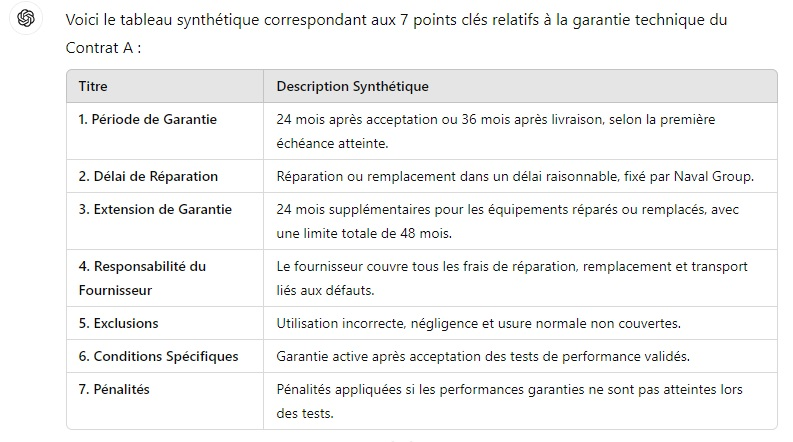 Voici le tableau synthétique correspondant aux 7 points clés relatifs à la garantie technique du
Contrat A :
Titre
Description Synthétique
1. Période de Garantie
24 mois après acceptation ou 36 mois après livraison, selon la première
échéance atteinte.
2. Délai de Réparation
Réparation ou remplacement dans un délai raisonnable, fixé par Naval Group.
3. Extension de Garantie
24 mois supplémentaires pour les équipements réparés ou remplacés, avec
une limite totale de 48 mois.
4. Responsabilité du
Fournisseur
Le fournisseur couvre tous les frais de réparation, remplacement et transport
liés aux défauts.
5. Exclusions
Utilisation incorrecte, négligence et usure normale non couvertes.
6. Conditions Spécifiques
Garantie active après acceptation des tests de performance validés.
7. Pénalités
Pénalités appliquées si les performances garanties ne sont pas atteintes lors
des tests.